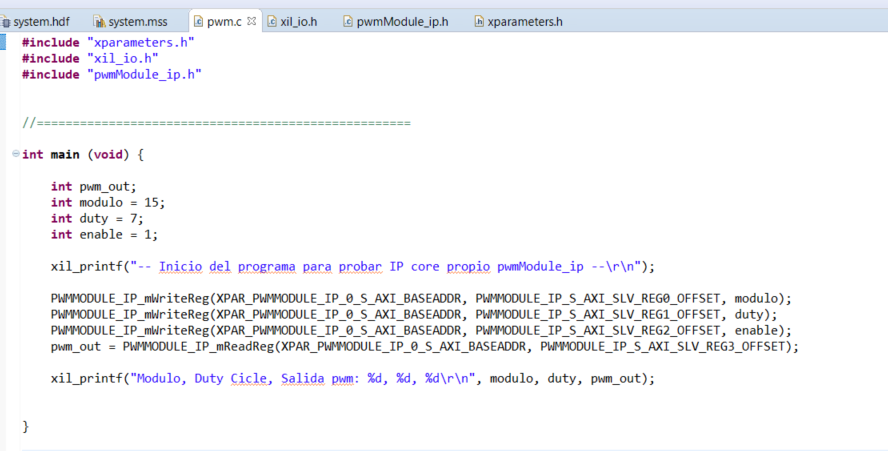 system.hdf system.mss pwm.c xil_io.h pwmModule_ip.h xparameters.h
#include "xparameters.h"
#include "xil_io.h"
#include "pwmModule_ip.h"
//====================================================
int main (void) {
int pwm_out;
int modulo = 15;
int duty = 7;
int enable = 1;
xil_printf("-- Inicio del programa para probar IP core propio pwmModule_ip --\r\n");
PWMMODULE_IP_mWriteReg(XPAR_PWMMODULE_IP_0_S_AXI_BASEADDR, PWMMODULE_IP_S_AXI_SLV_REG0_OFFSET, modulo);
PWMMODULE_IP_mWriteReg(XPAR_PWMMODULE_IP_0_S_AXI_BASEADDR, PWMMODULE_IP_S_AXI_SLV_REG1_OFFSET, duty);
PWMMODULE_IP_mWriteReg(XPAR_PWMMODULE_IP_0_S_AXI_BASEADDR, PWMMODULE_IP_S_AXI_SLV_REG2_OFFSET, enable);
pwm_out = PWMMODULE_IP_mReadReg(XPAR_PWMMODULE_IP_0_S_AXI_BASEADDR, PWMMODULE_IP_S_AXI_SLV_REG3_OFFSET);
xil_printf("Modulo, Duty Cicle, Salida pwm: %d, %d, %d\r\n", modulo, duty, pwm_out);
}